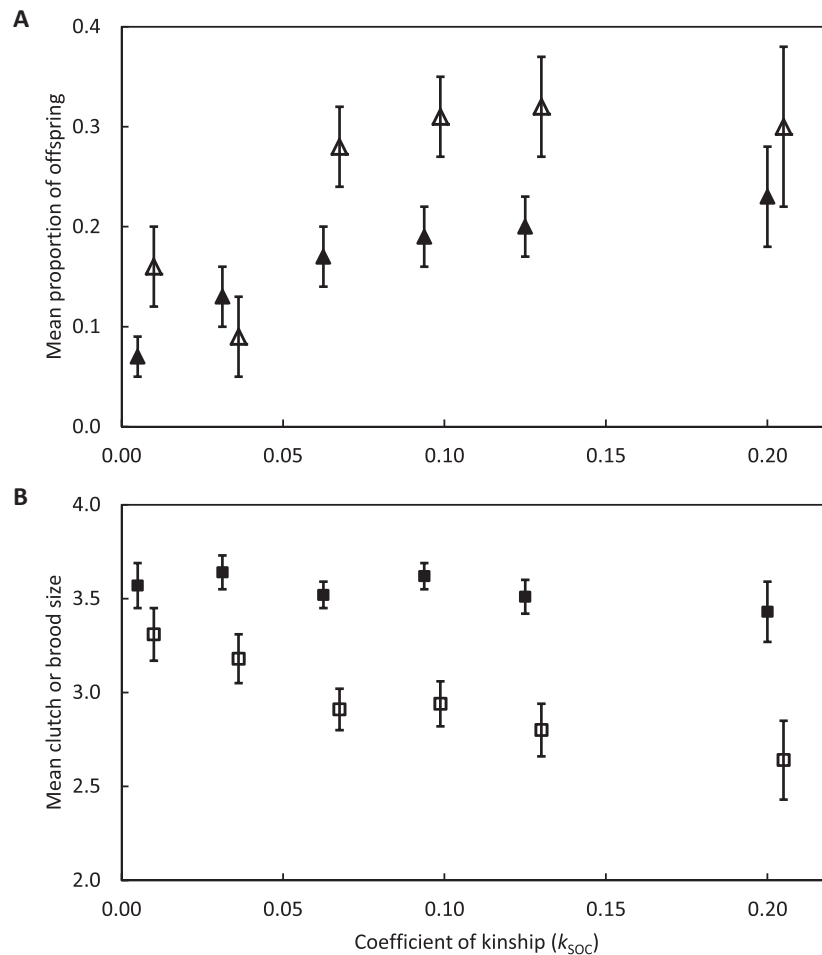 A
Mean proportion of offspring
0.4
0.3
0.2
0.1
0.0
0.00 0.05 0.10 0.15 0.20
B
Mean clutch or brood size
4.0
3.5
3.0
2.5
2.0
0.00 0.05 0.10 0.15 0.20
Coefficient of kinship (kSOC)